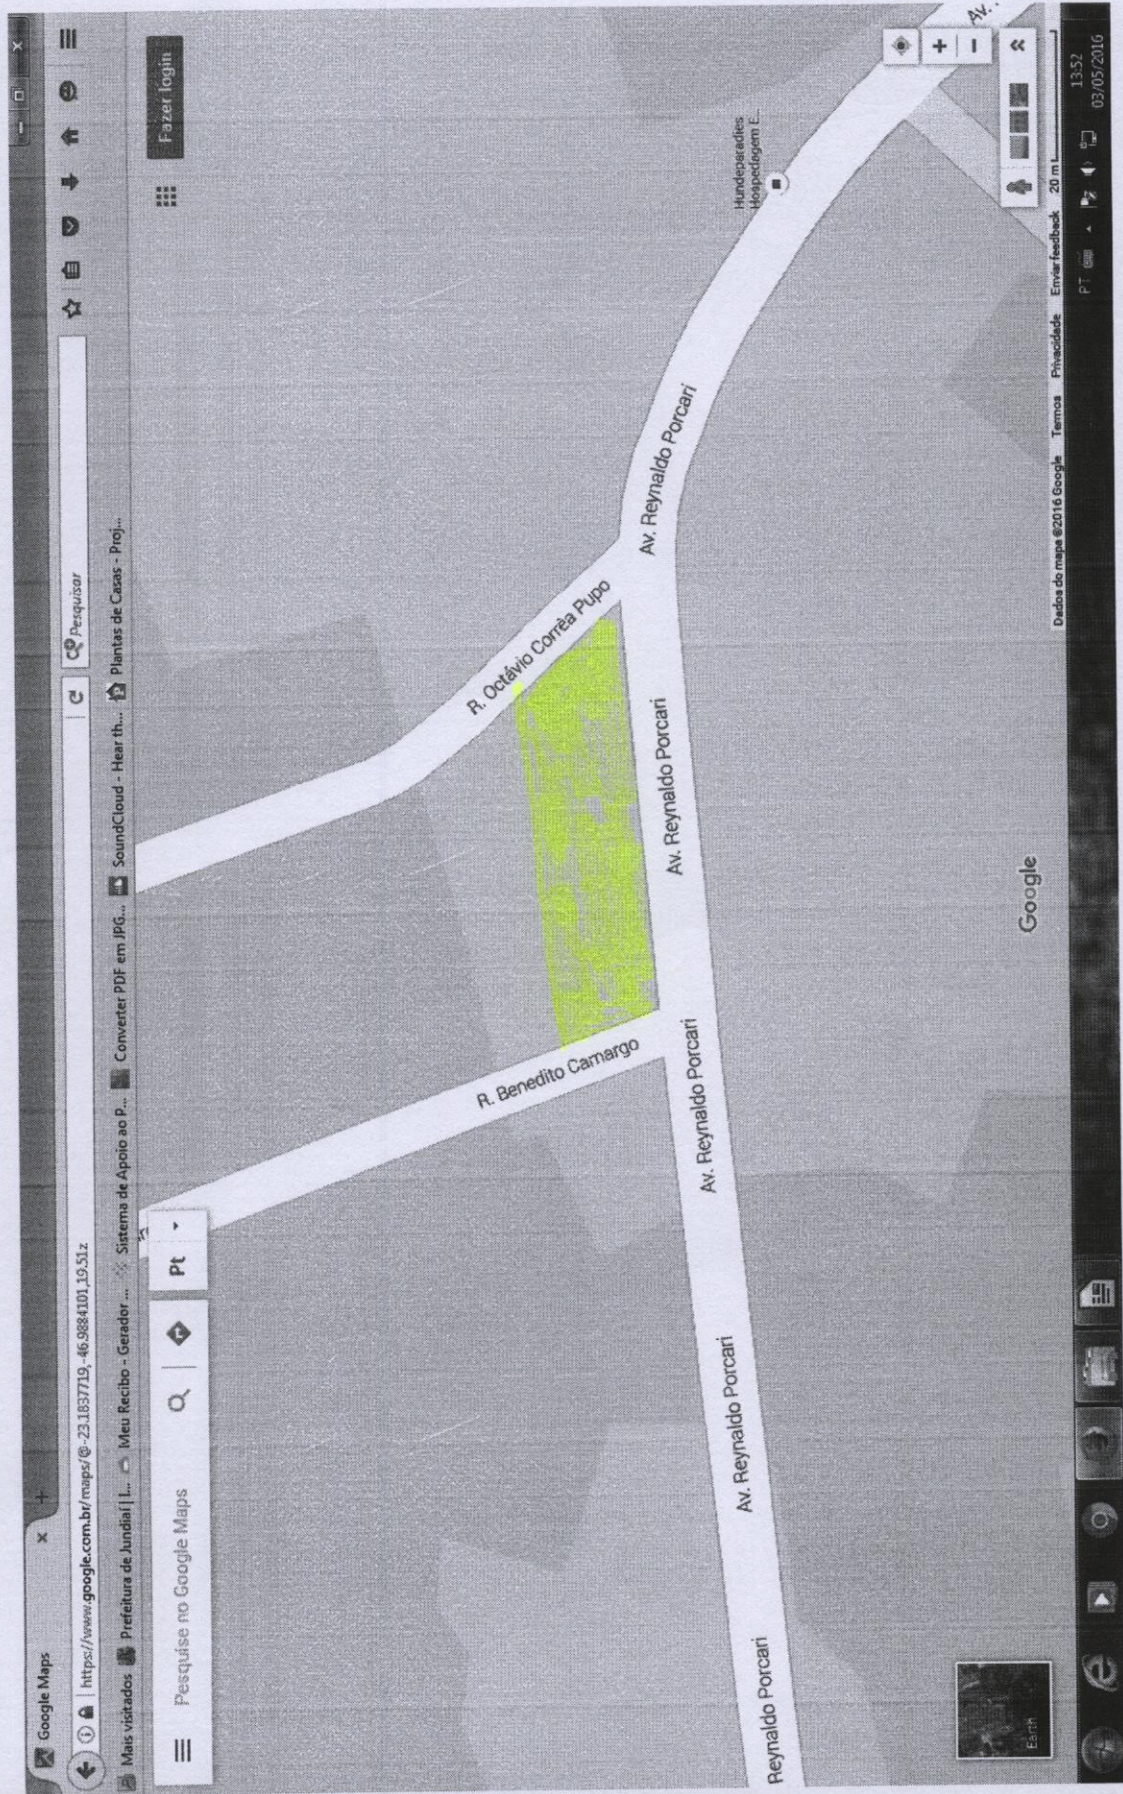 Google Maps
https://www.google.com.br/maps/@-23.1837719,-46.9884101,19.51z
Pesquisar
Mais visitados
Prefeitura de Jundiaí | L...
Meu Recibo - Gerador ...
Sistema de Apoio ao P...
Converter PDF em JPG...
SoundCloud - Hear th...
Plantas de Casas - Proj...
Pesquise no Google Maps
Pt
Fazer login
R. Octávio Corrêa Pupo
R. Benedito Camargo
Hundeparadies
Hospedagem E...
Av.
Av. Reynaldo Porcari
Av. Reynaldo Porcari
Av. Reynaldo Porcari
Av. Reynaldo Porcari
Reynaldo Porcari
Earth
Google
Dados do mapa ©2016 Google
Termos
Privacidade
Enviar feedback
20 m
PT
13:52
03/05/2016